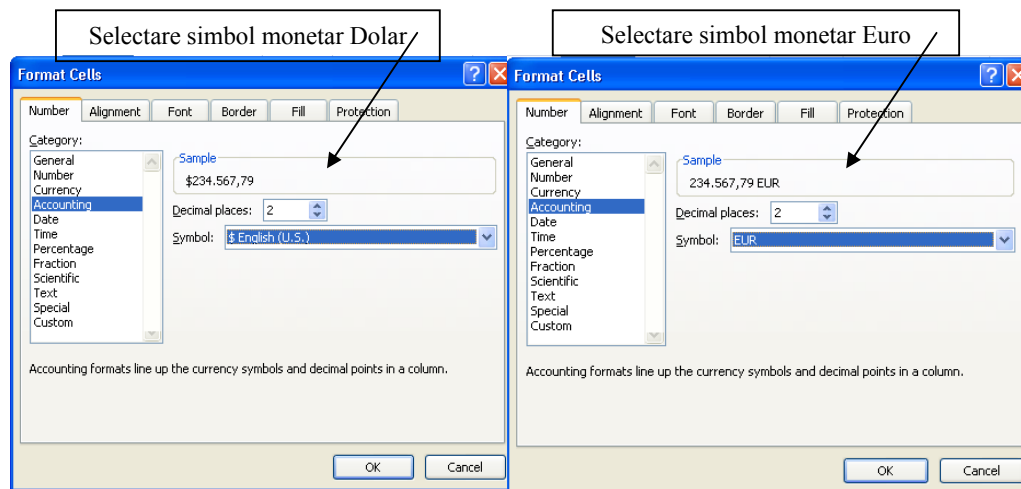 Selectare simbol monetar Dolar
Format Cells
Number Alignment Font Border Fill Protection
Category:
General
Number
Currency
Accounting
Date
Time
Percentage
Fraction
Scientific
Text
Special
Custom
Sample
$234.567,79
Decimal places: 2
Symbol: $ English (U.S.)
Accounting formats line up the currency symbols and decimal points in a column.
OK Cancel
Selectare simbol monetar Euro
Format Cells
Number Alignment Font Border Fill Protection
Category:
General
Number
Currency
Accounting
Date
Time
Percentage
Fraction
Scientific
Text
Special
Custom
Sample
234.567,79 EUR
Decimal places: 2
Symbol: EUR
Accounting formats line up the currency symbols and decimal points in a column.
OK Cancel